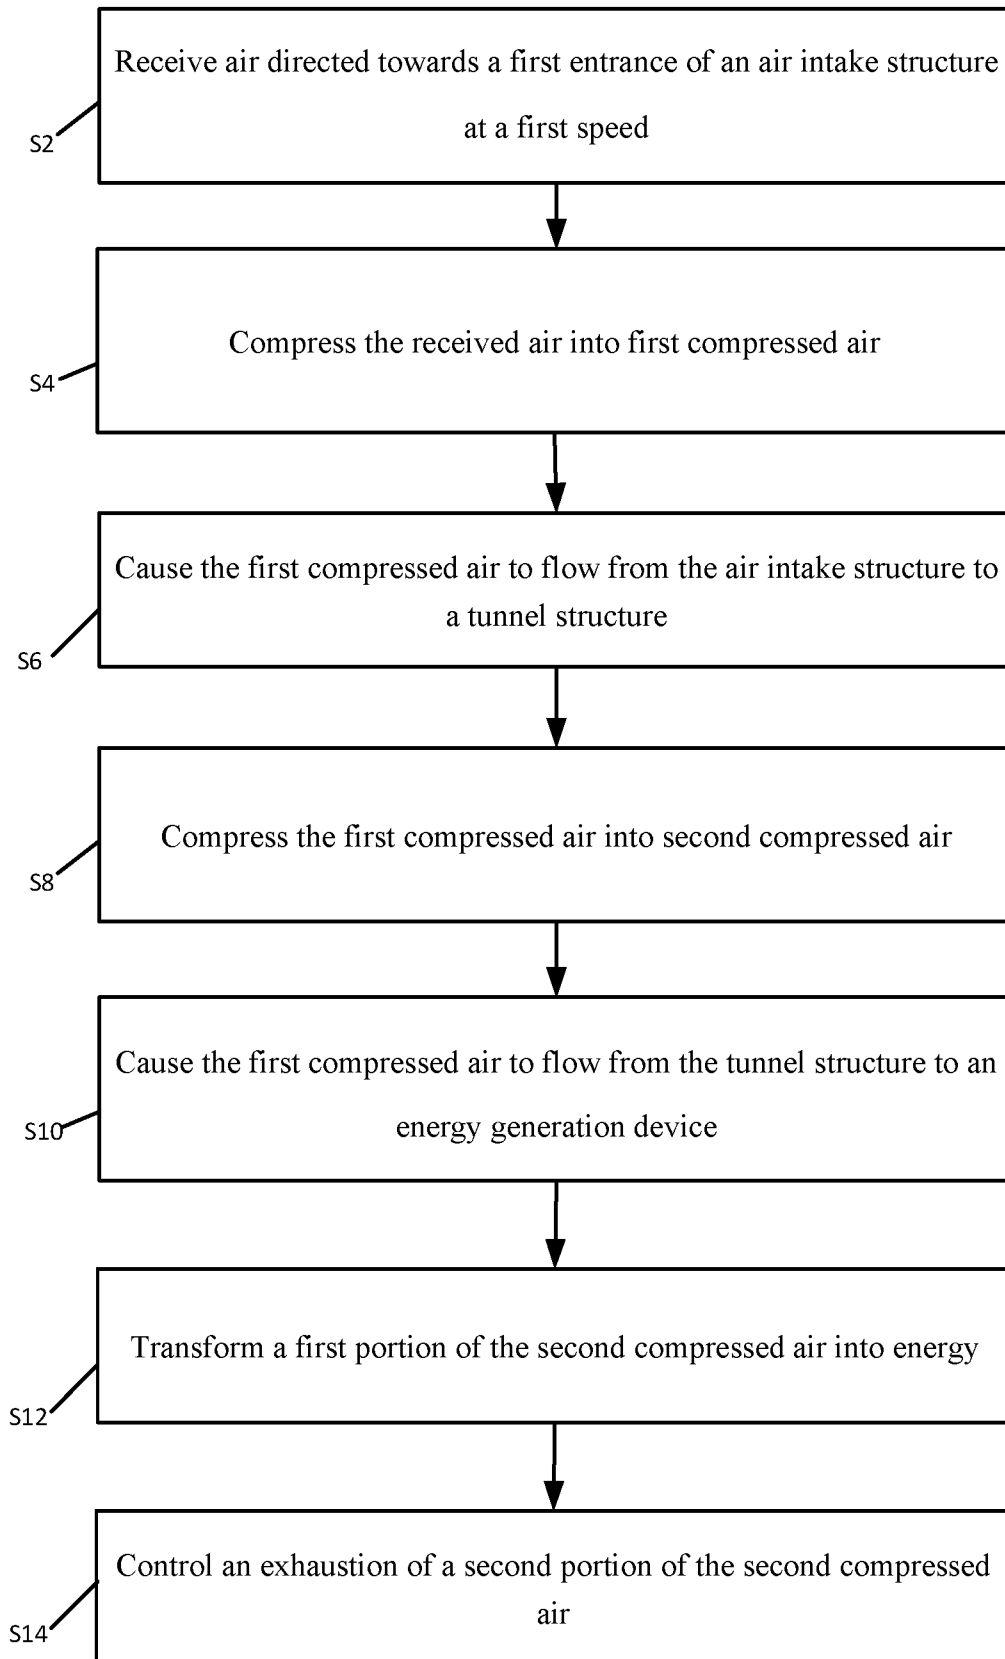 Receive air directed towards a first entrance of an air intake structure
at a first speed
S2
Compress the received air into first compressed air
S4
Cause the first compressed air to flow from the air intake structure to
a tunnel structure
S6
Compress the first compressed air into second compressed air
S8
Cause the first compressed air to flow from the tunnel structure to an
energy generation device
S10
Transform a first portion of the second compressed air into energy
S12
Control an exhaustion of a second portion of the second compressed
air
S14